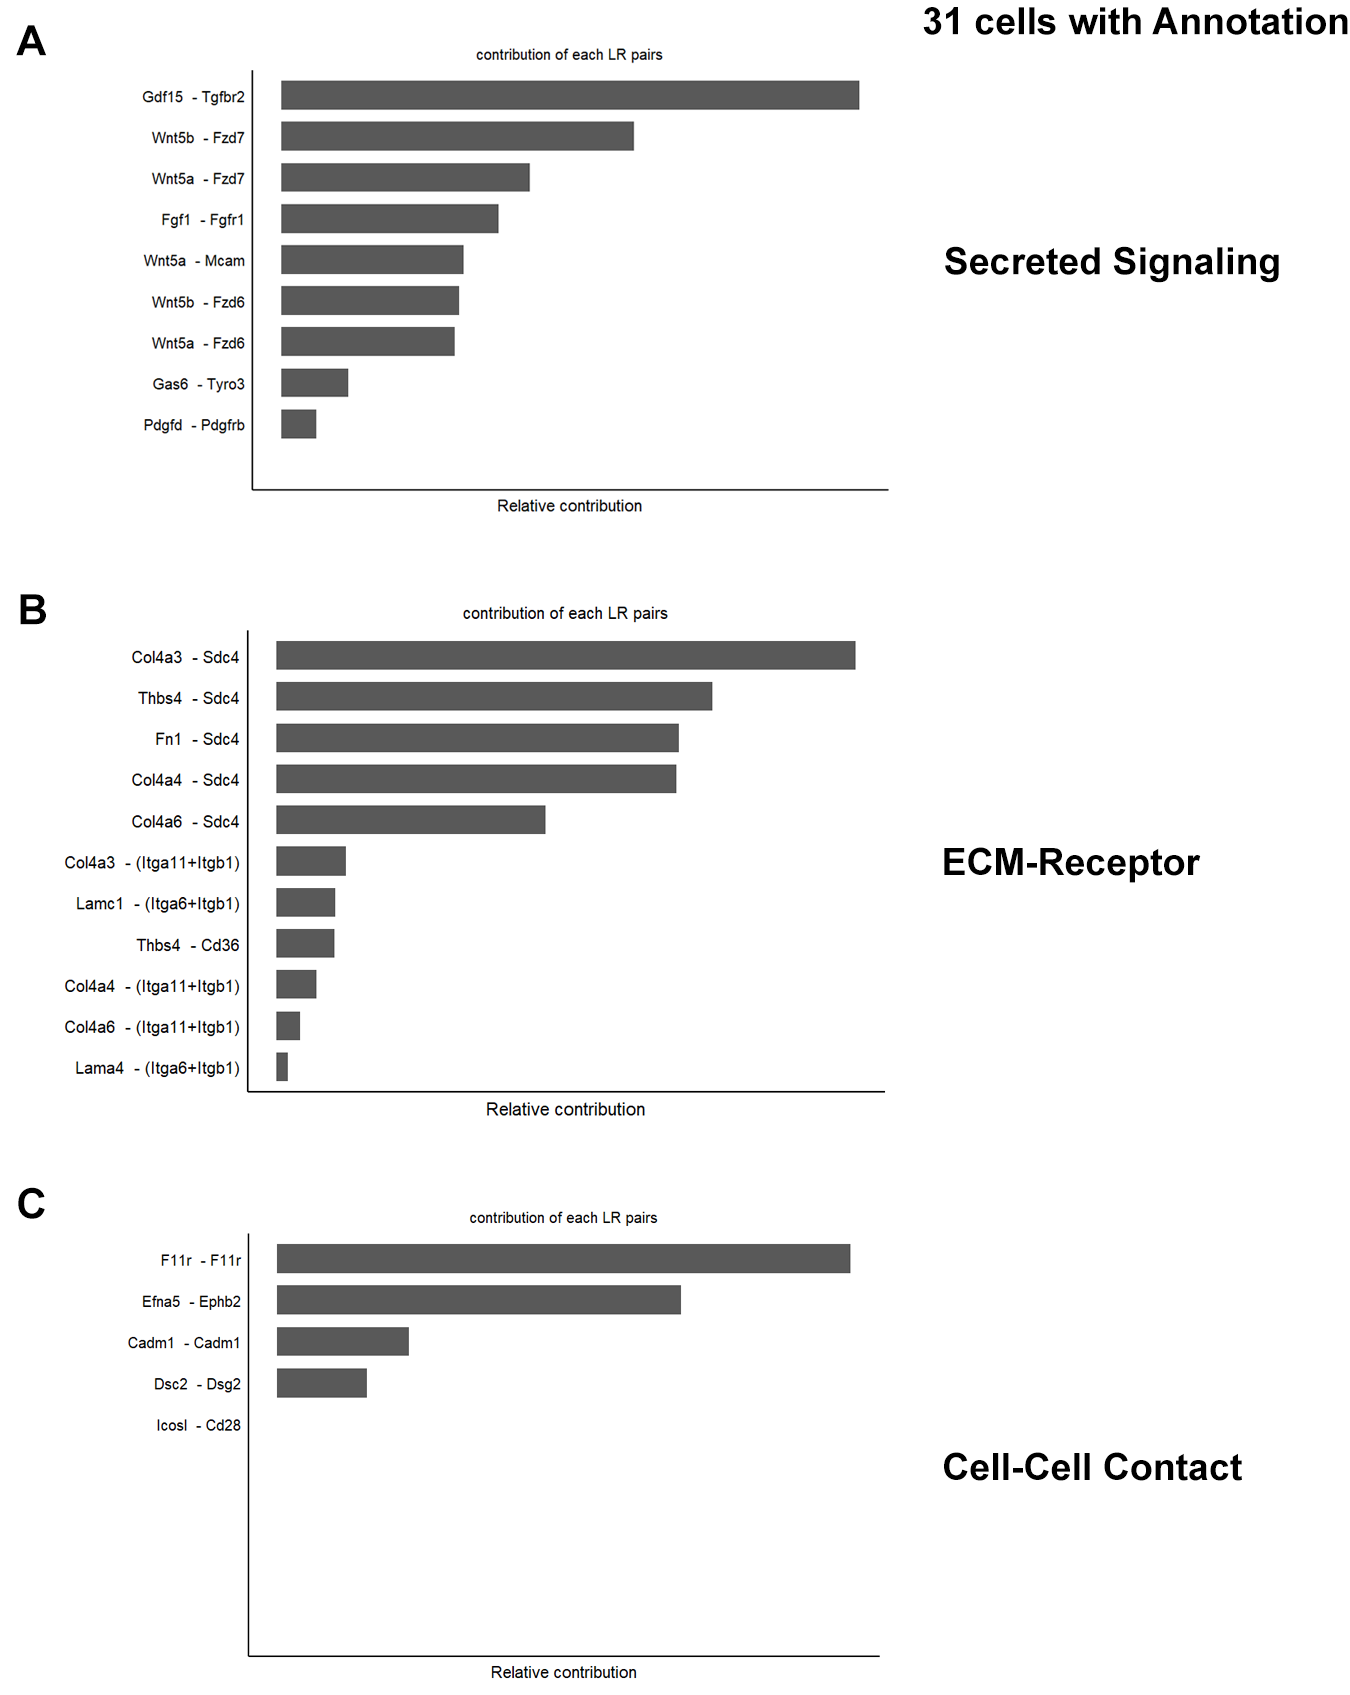 31 cells with Annotation
A
contribution of each LR pairs
Gdf15 - Tgfbr2
Wnt5b - Fzd7
Wnt5a - Fzd7
Fgf1 - Fgfr1
Wnt5a - Mcam
Wnt5b - Fzd6
Wnt5a - Fzd6
Gas6 - Tyro3
Pdgfd - Pdgfrb
Relative contribution
Secreted Signaling
B
contribution of each LR pairs
Col4a3 - Sdc4
Thbs4 - Sdc4
Fn1 - Sdc4
Col4a4 - Sdc4
Col4a6 - Sdc4
Col4a3 - (Itga11+Itgb1)
Lamc1 - (Itga6+Itgb1)
Thbs4 - Cd36
Col4a4 - (Itga11+Itgb1)
Col4a6 - (Itga11+Itgb1)
Lama4 - (Itga6+Itgb1)
Relative contribution
ECM-Receptor
C
contribution of each LR pairs
F11r - F11r
Efna5 - Ephb2
Cadm1 - Cadm1
Dsc2 - Dsg2
Icosl - Cd28
Relative contribution
Cell-Cell Contact